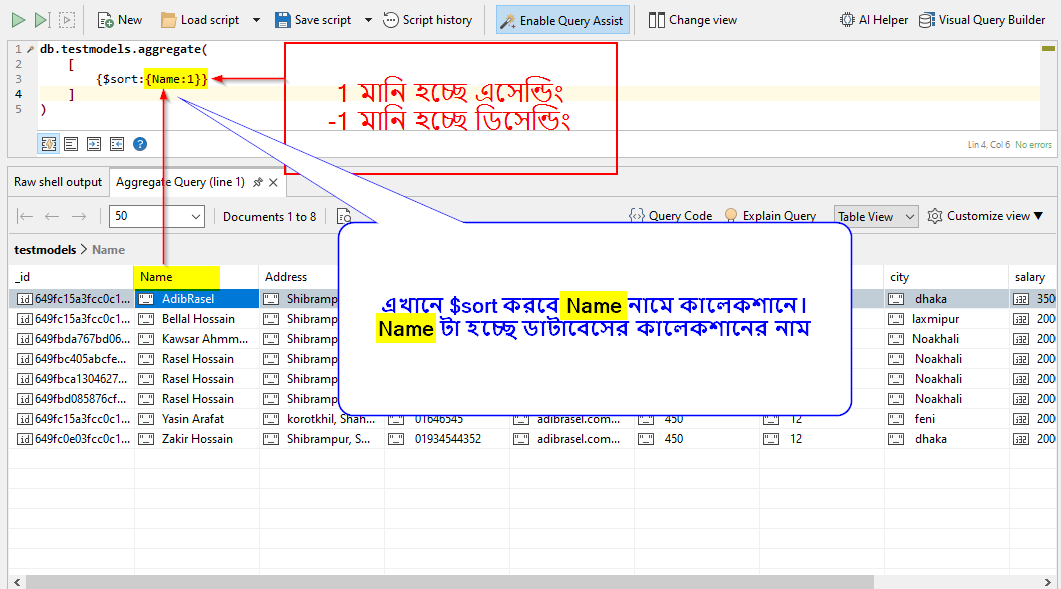 New Load script Save script Script history Enable Query Assist Change view AI Helper Visual Query Builder
1 db.testmodels.aggregate(
2 [
3 {$sort:{Name:1}}
4 ]
5 )
1 মানি হচ্ছে এসেন্ডিং
-1 মানি হচ্ছে ডিসেন্ডিং
Lin 4, Col 6 No errors
Raw shell output Aggregate Query (line 1)
50 Documents 1 to 8 Query Code Explain Query Table View Customize view
testmodels > Name
_id Name Address city salary
649fc15a3fcc0c1... AdibRasel Shibramp dhaka 3500
649fc15a3fcc0c1... Bellal Hossain Shibramp laxmipur 200
649fbda767bd06... Kawsar Ahmm... Shibramp Noakhali 200
649fbc405abcfe... Rasel Hossain Shibramp Noakhali 200
649fbca1304627... Rasel Hossain Shibramp Noakhali 200
649fbd085876cf... Rasel Hossain Shibramp Noakhali 200
649fc15a3fcc0c1... Yasin Arafat korotkhil, Shah... 01646545 adibrasel.com... 450 12 feni 200
649fc0e03fcc0c1... Zakir Hossain Shibrampur, S... 01934544352 adibrasel.com... 450 12 dhaka 200
এখানে $sort করবে Name নামে কালেকশানে।
Name টা হচ্ছে ডাটাবেসের কালেকশানের নাম